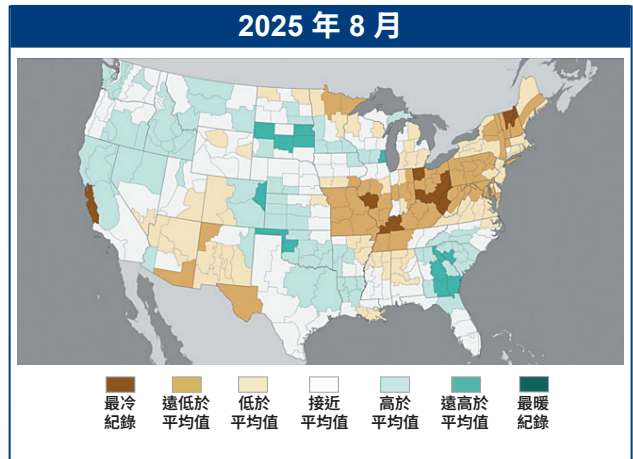 2025 年 8 月
最冷
紀錄
遠低於
平均值
低於
平均值
接近
平均值
高於
平均值
遠高於
平均值
最暖
紀錄